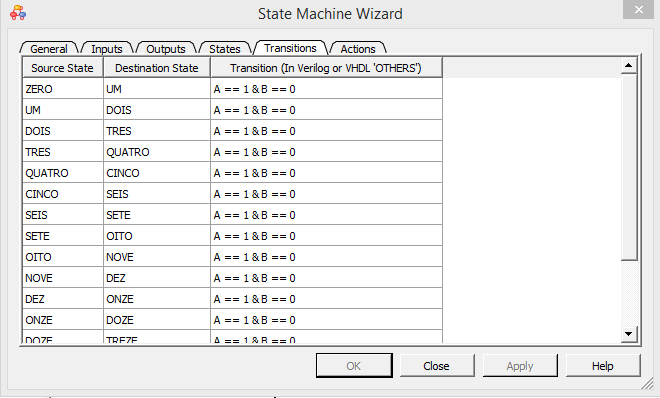 State Machine Wizard
General Inputs Outputs States Transitions Actions
Source State Destination State Transition (In Verilog or VHDL 'OTHERS')
ZERO UM A == 1 & B == 0
UM DOIS A == 1 & B == 0
DOIS TRES A == 1 & B == 0
TRES QUATRO A == 1 & B == 0
QUATRO CINCO A == 1 & B == 0
CINCO SEIS A == 1 & B == 0
SEIS SETE A == 1 & B == 0
SETE OITO A == 1 & B == 0
OITO NOVE A == 1 & B == 0
NOVE DEZ A == 1 & B == 0
DEZ ONZE A == 1 & B == 0
ONZE DOZE A == 1 & B == 0
DOZE TREZE A == 1 & B == 0
OK Close Apply Help